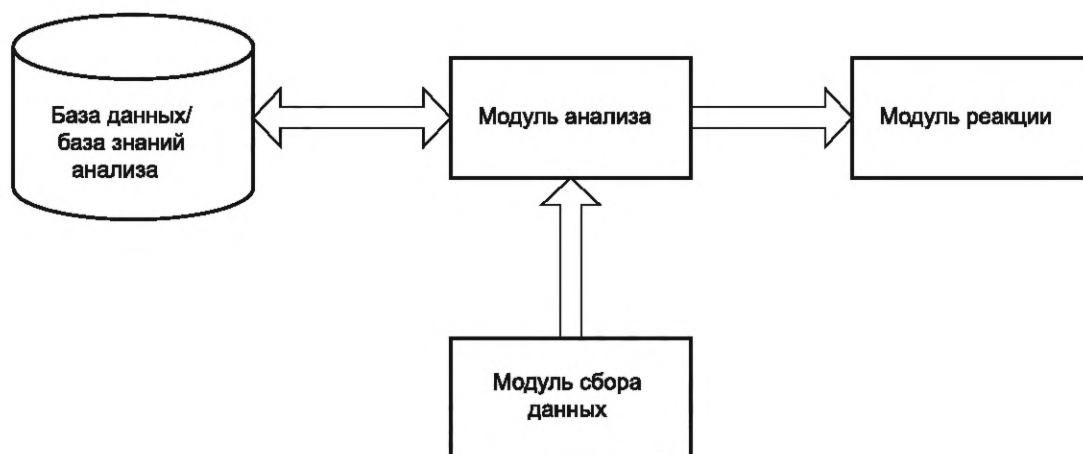 База данных/
база знаний
анализа
Модуль анализа
Модуль реакции
Модуль сбора
данных